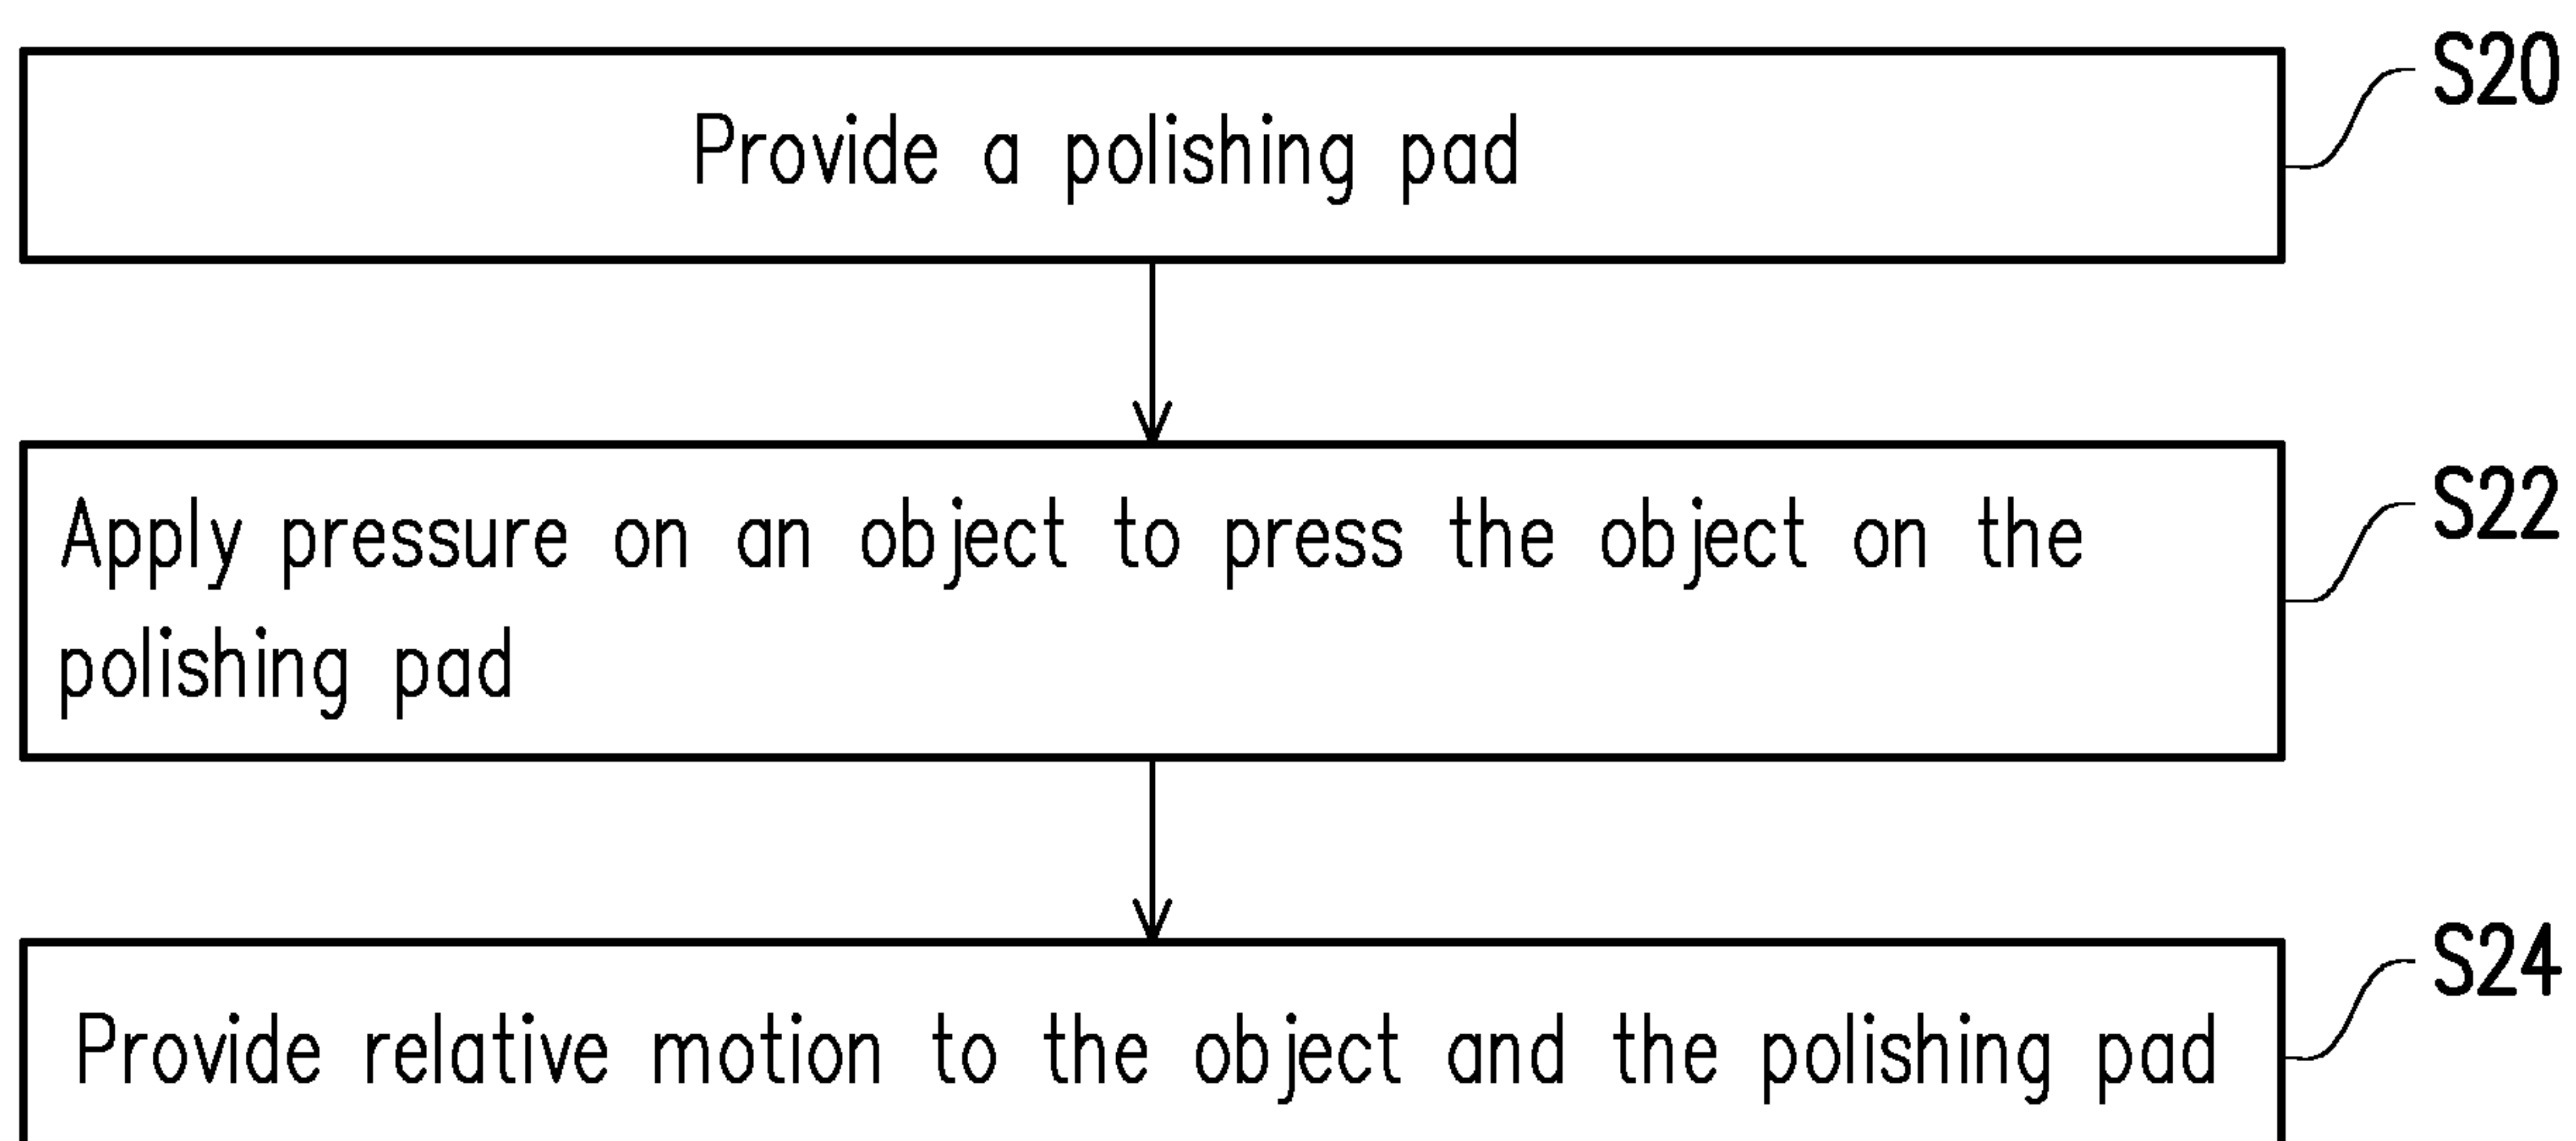 S20
Provide a polishing pad
S22
Apply pressure on an object to press the object on the
polishing pad
S24
Provide relative motion to the object and the polishing pad